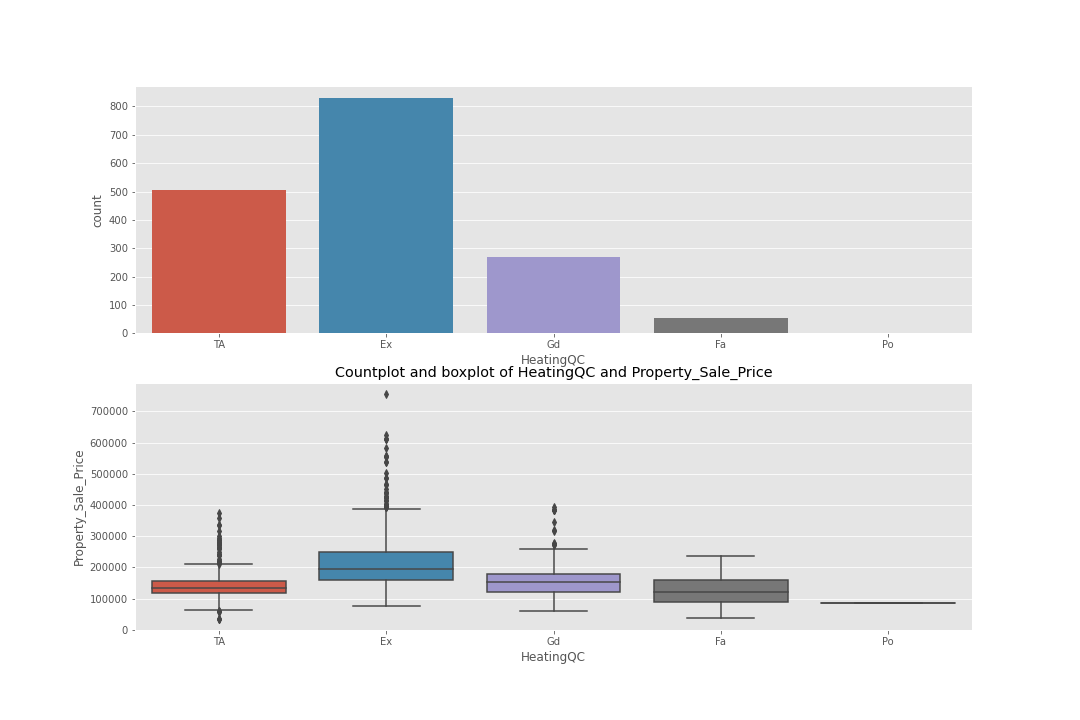 800
700
600
500
400
300
200
100
0
count
TA Ex Gd Fa Po
HeatingQC
Countplot and boxplot of HeatingQC and Property_Sale_Price
700000
600000
500000
400000
300000
200000
100000
0
Property_Sale_Price
TA Ex Gd Fa Po
HeatingQC